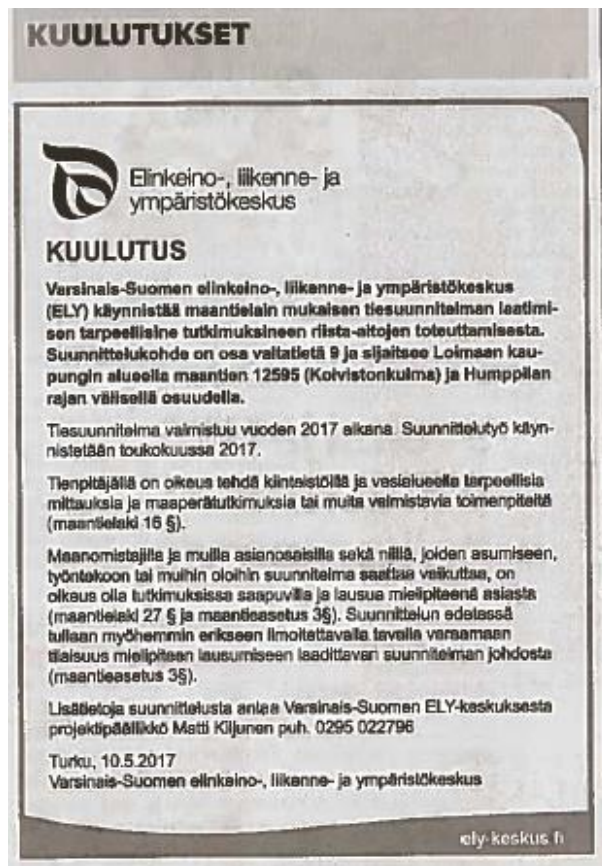 KUULUTUKSET
Elinkeino-, liikenne- ja
ympäristökeskus
KUULUTUS
Varsinais-Suomen elinkeino-, liikenne- ja ympäristökeskus
(ELY) käynnistää maantielain mukaisen tiesuunnitelman laatimi-
sen tarpeellisine tutkimuksineen riista-aitojen toteuttamisesta.
Suunnittelukohde on osa valtatietä 9 ja sijaitsee Loimaan kau-
pungin alueella maantien 12595 (Koivistonkulma) ja Humppilan
rajan välisellä osuudella.
Tiesuunnitelma valmistuu vuoden 2017 aikana. Suunnittelutyö käyn-
nistetään toukokuussa 2017.
Tienpitäjällä on oikeus tehdä kiinteistöllä ja vesialueella tarpeellisia
mittauksia ja maaperätutkimuksia tai muita valmistavia toimenpiteitä
(maantielaki 16 §).
Maanomistajilla ja muilla asianosaisilla sekä niillä, joiden asumiseen,
työntekoon tai muihin oloihin suunnitelma saattaa vaikuttaa, on
oikeus olla tutkimuksissa saapuvilla ja lausua mielipiteenä asiasta
(maantielaki 27 § ja maantieasetus 3§). Suunnittelun edetessä
tullaan myöhemmin erikseen ilmoitettavalla tavalla varaamaan
tilaisuus mielipiteen lausumiseen laadittavan suunnitelman johdosta
(maantieasetus 3§).
Lisätietoja suunnittelusta antaa Varsinais-Suomen ELY-keskuksesta
projektipäällikkö Matti Kiljunen puh. 0295 022796
Turku, 10.5.2017
Varsinais-Suomen elinkeino-, liikenne- ja ympäristökeskus
ely-keskus.fi